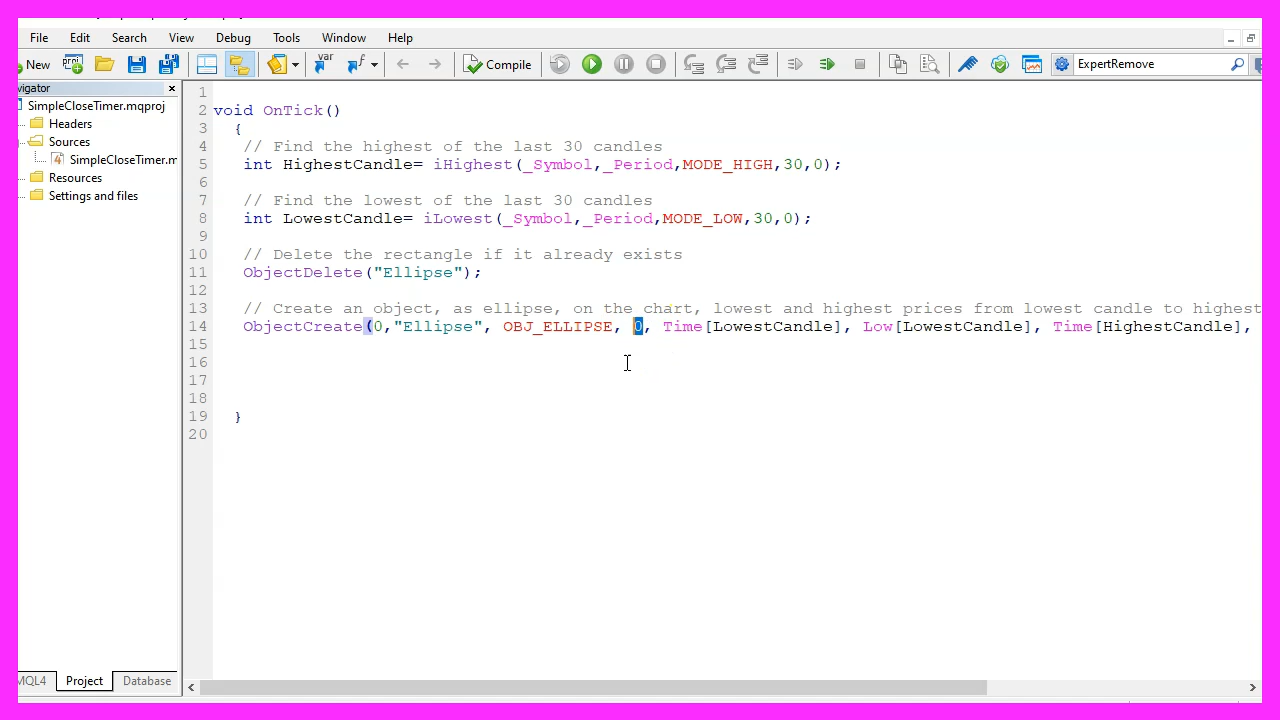 File Edit Search View Debug Tools Window Help
New Compile ExpertRemove
vigator
SimpleCloseTimer.mqproj
Headers
Sources
SimpleCloseTimer.m
Resources
Settings and files
1
2 void OnTick()
3 {
4 // Find the highest of the last 30 candles
5 int HighestCandle= iHighest(_Symbol,_Period,MODE_HIGH,30,0);
6
7 // Find the lowest of the last 30 candles
8 int LowestCandle= iLowest(_Symbol,_Period,MODE_LOW,30,0);
9
10 // Delete the rectangle if it already exists
11 ObjectDelete("Ellipse");
12
13 // Create an object, as ellipse, on the chart, lowest and highest prices from lowest candle to highest
14 ObjectCreate(0,"Ellipse", OBJ_ELLIPSE, 0, Time[LowestCandle], Low[LowestCandle], Time[HighestCandle],
15
16
17
18
19 }
20
MQL4 Project Database